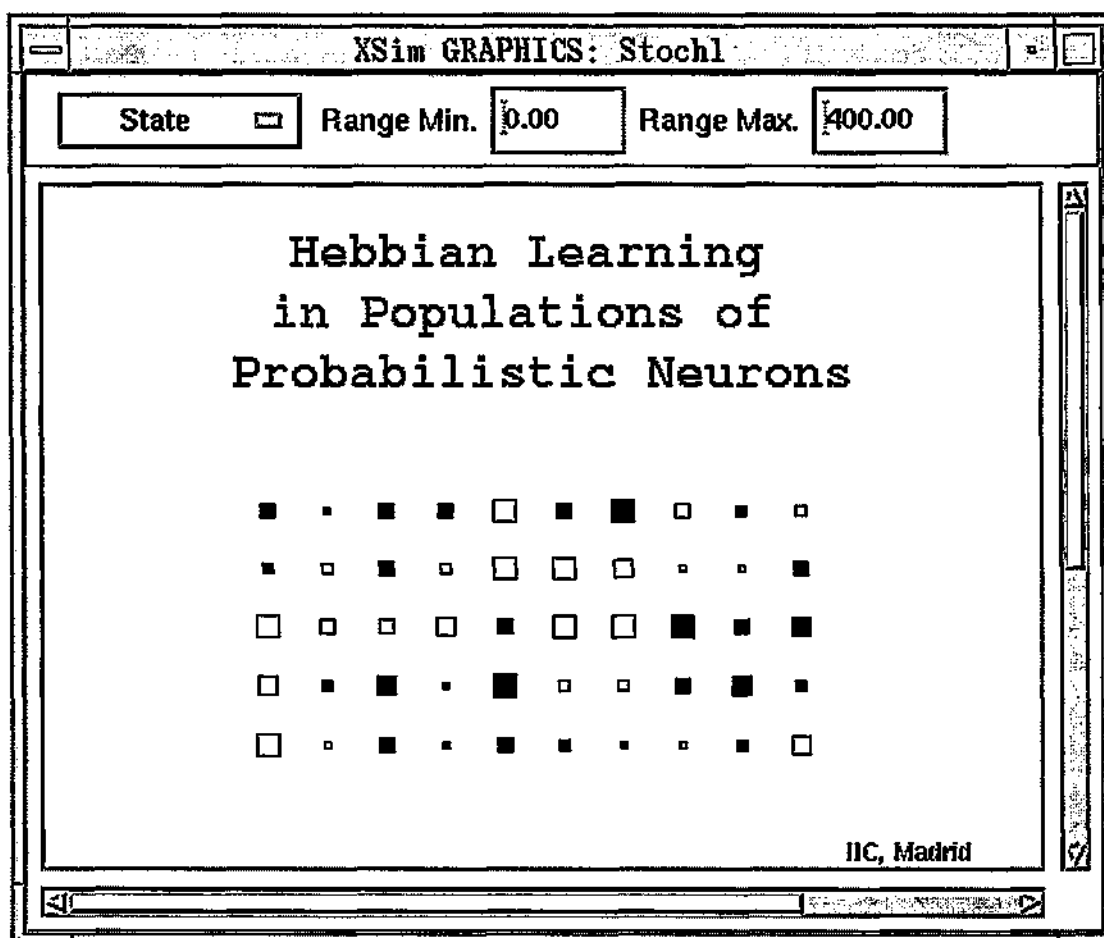 XSim GRAPHICS: Stochl
State Range Min. 0.00 Range Max. 400.00
Hebbian Learning
in Populations of
Probabilistic Neurons
IIC, Madrid